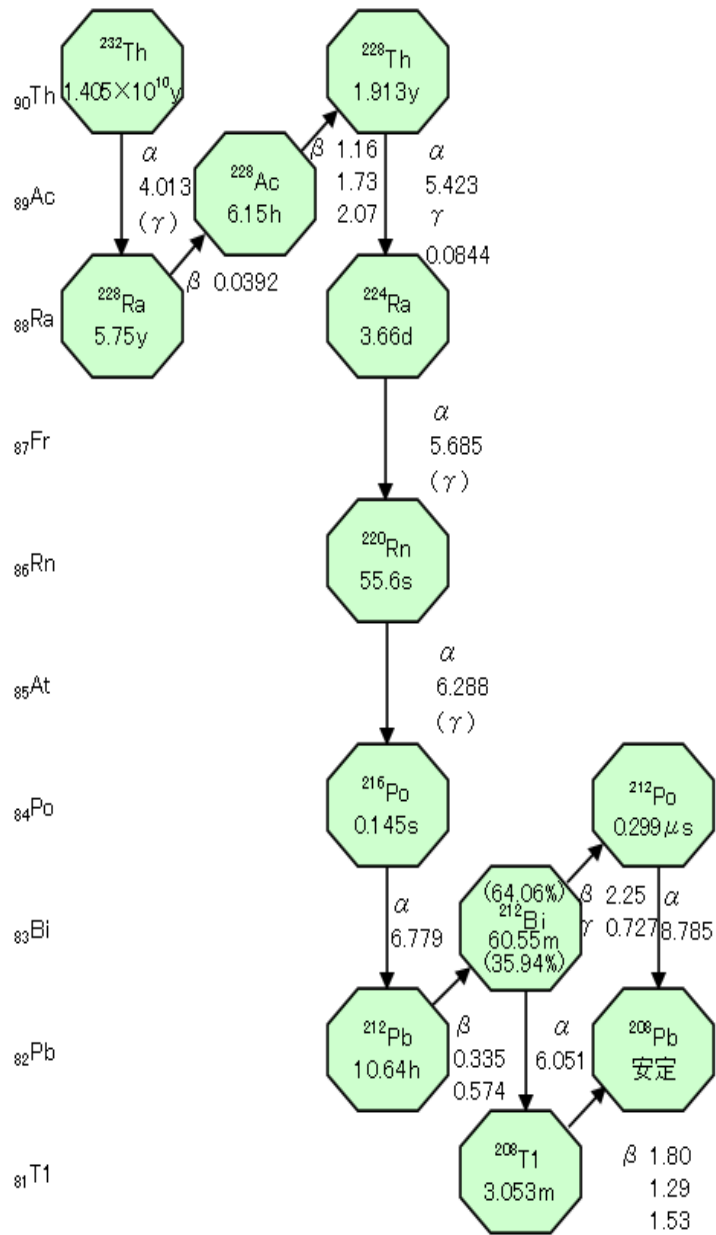 ²³²Th
1.405×10¹⁰y
²²⁸Th
1.913y
₉₀Th
α
4.013
(γ)
²²⁸Ac
6.15h
β 1.16
1.73
2.07
α
5.423
γ
0.0844
₈₉Ac
β 0.0392
²²⁸Ra
5.75y
²²⁴Ra
3.66d
₈₈Ra
α
5.685
(γ)
₈₇Fr
²²⁰Rn
55.6s
₈₆Rn
α
6.288
(γ)
₈₅At
²¹⁶Po
0.145s
²¹²Po
0.299μs
₈₄Po
α
6.779
(64.06%)
²¹²Bi
60.55m
(35.94%)
β 2.25
γ 0.727
α
8.785
₈₃Bi
²¹²Pb
10.64h
β
0.335
0.574
α
6.051
²⁰⁸Pb
安定
₈₂Pb
²⁰⁸T1
3.053m
β 1.80
1.29
1.53
₈₁T1